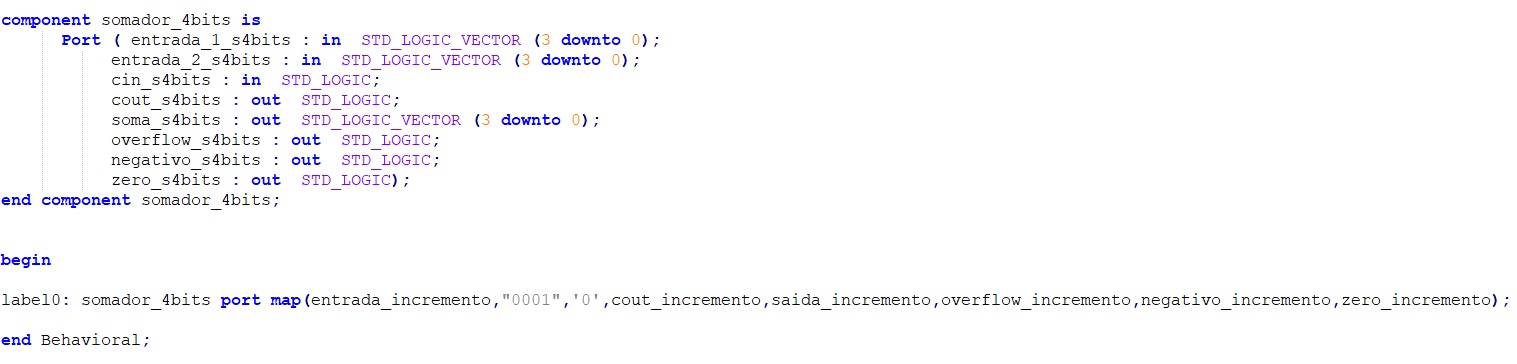 component somador_4bits is
Port ( entrada_1_s4bits : in STD_LOGIC_VECTOR (3 downto 0);
entrada_2_s4bits : in STD_LOGIC_VECTOR (3 downto 0);
cin_s4bits : in STD_LOGIC;
cout_s4bits : out STD_LOGIC;
soma_s4bits : out STD_LOGIC_VECTOR (3 downto 0);
overflow_s4bits : out STD_LOGIC;
negativo_s4bits : out STD_LOGIC;
zero_s4bits : out STD_LOGIC);
end component somador_4bits;
begin
label0: somador_4bits port map(entrada_incremento,"0001",'0',cout_incremento,saida_incremento,overflow_incremento,negativo_incremento,zero_incremento);
end Behavioral;